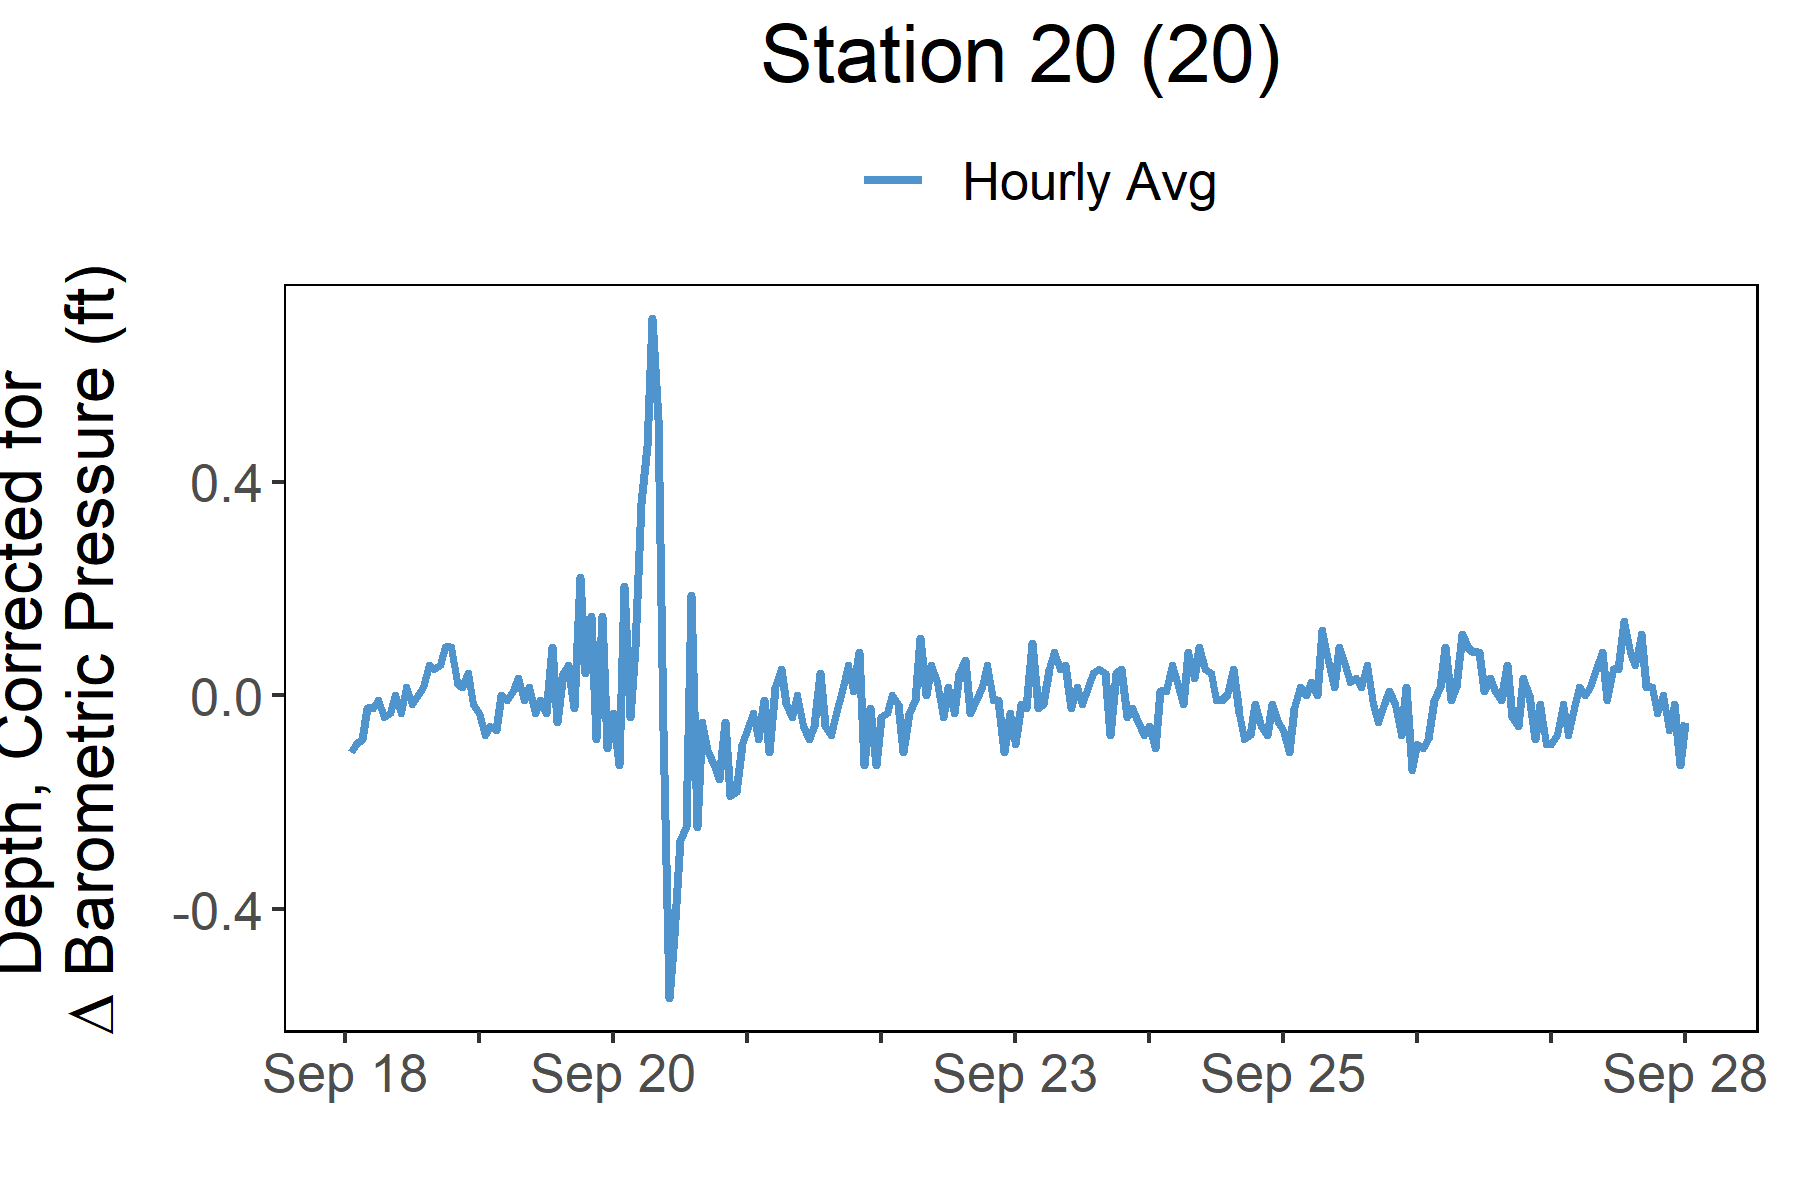 Station 20 (20)
Hourly Avg
Depth, Corrected for
Δ Barometric Pressure (ft)
0.4
0.0
-0.4
Sep 18 Sep 20 Sep 23 Sep 25 Sep 28